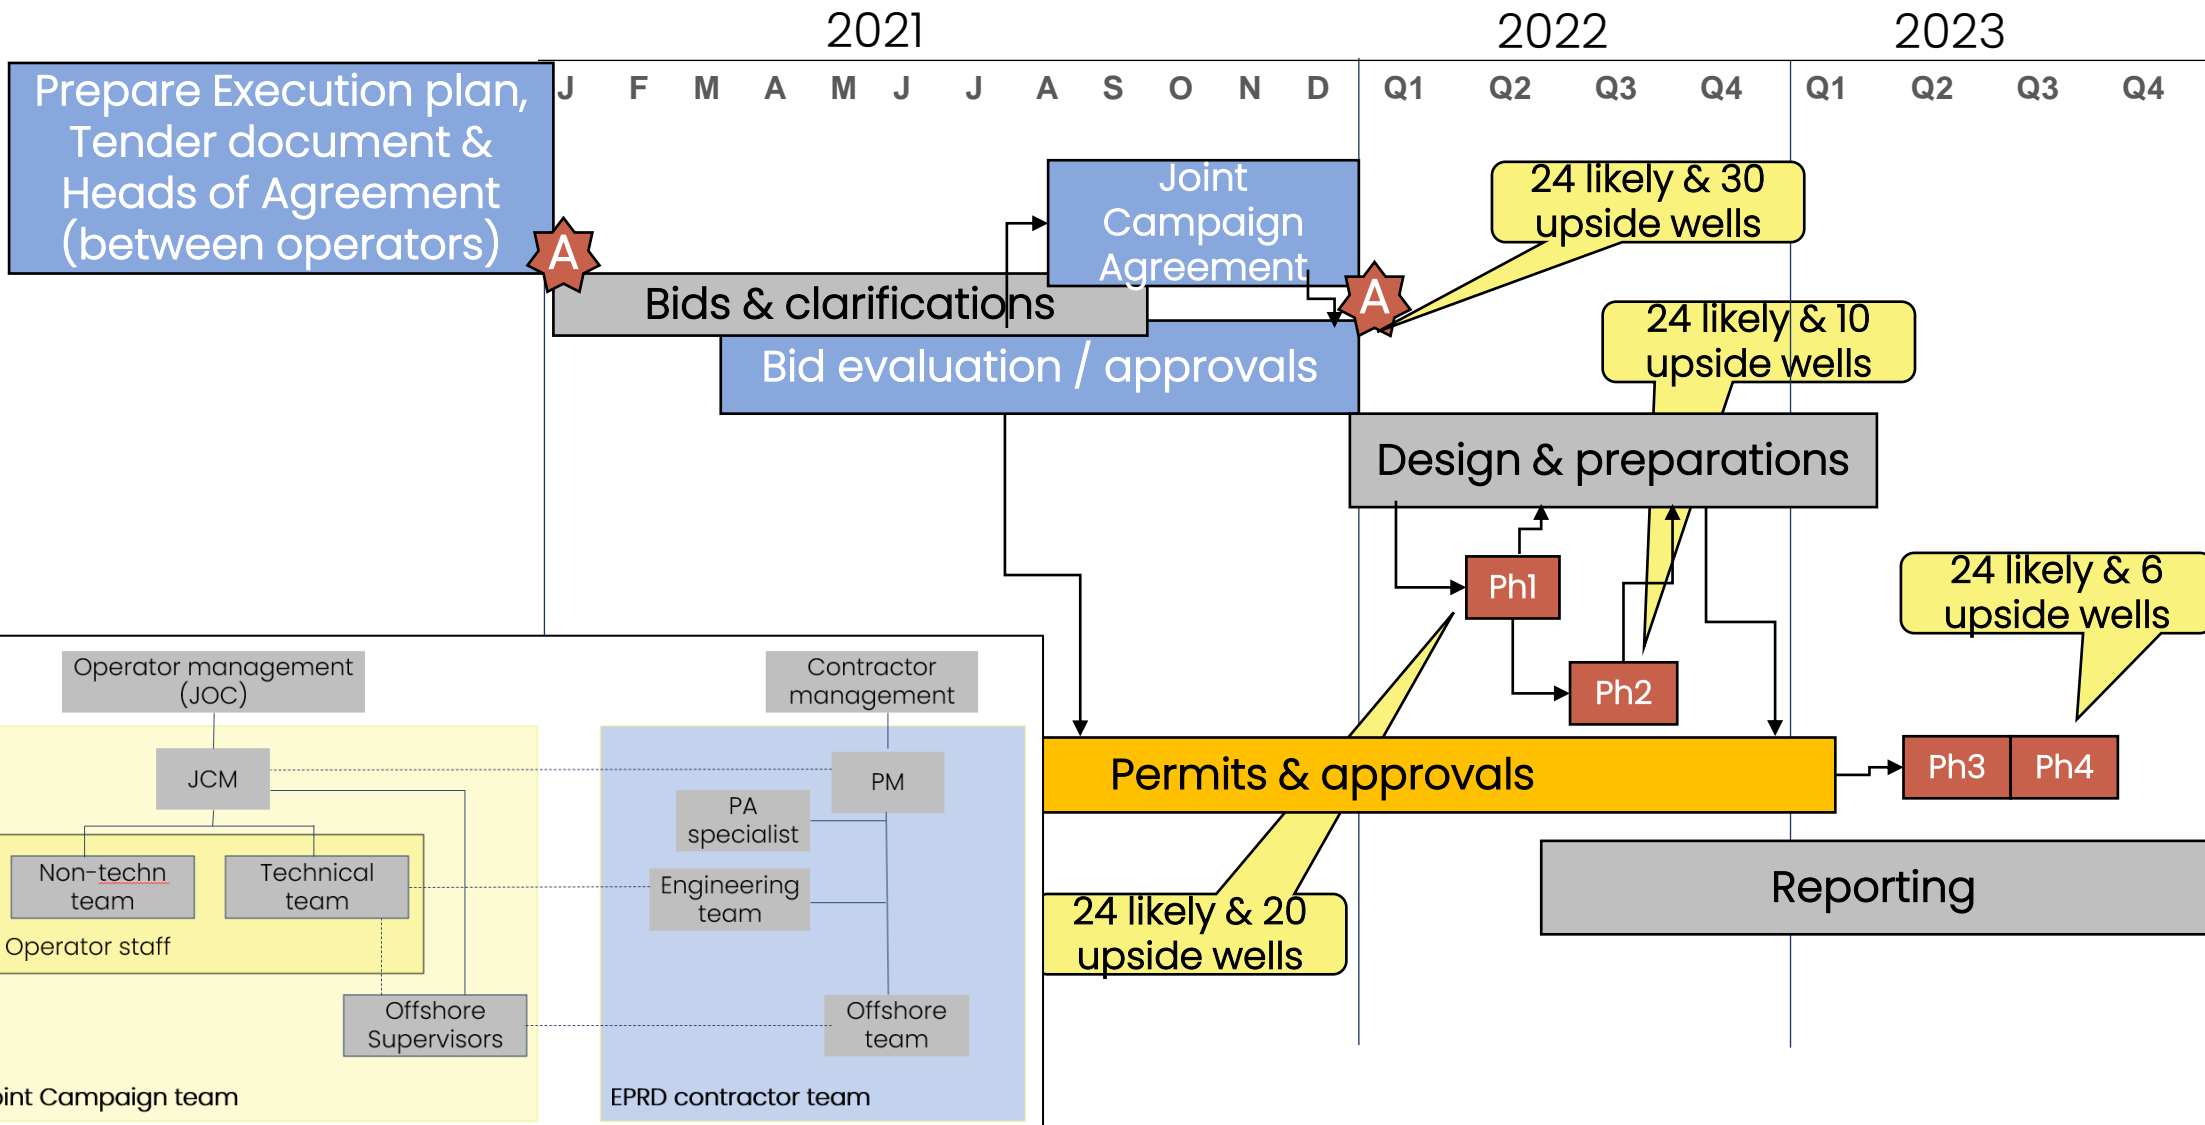 2021
2022
2023
J F M A M J J A S O N D Q1 Q2 Q3 Q4 Q1 Q2 Q3 Q4
Prepare Execution plan,
Tender document &
Heads of Agreement
(between operators)
A
Joint
Campaign
Agreement
A
24 likely & 30
upside wells
Bids & clarifications
24 likely & 10
upside wells
Bid evaluation / approvals
Design & preparations
Ph1
24 likely & 6
upside wells
Ph2
Permits & approvals
Ph3
Ph4
Reporting
24 likely & 20
upside wells
Operator management
(JOC)
Contractor
management
JCM
PM
PA
specialist
Non-techn
team
Technical
team
Engineering
team
Operator staff
Offshore
Supervisors
Offshore
team
int Campaign team
EPRD contractor team